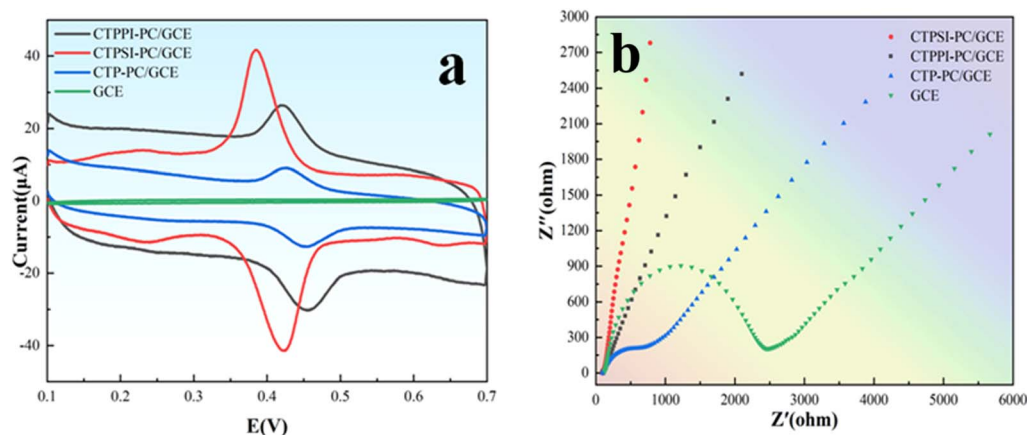 CTPPI-PC/GCE
CTPSI-PC/GCE
CTP-PC/GCE
GCE
a
40
20
0
-20
-40
Current(μA)
0.1 0.2 0.3 0.4 0.5 0.6 0.7
E(V)
b
CTPSI-PC/GCE
CTPPI-PC/GCE
CTP-PC/GCE
GCE
3000
2700
2400
2100
1800
1500
1200
900
600
300
0
Z″(ohm)
0 1000 2000 3000 4000 5000 6000
Z′(ohm)